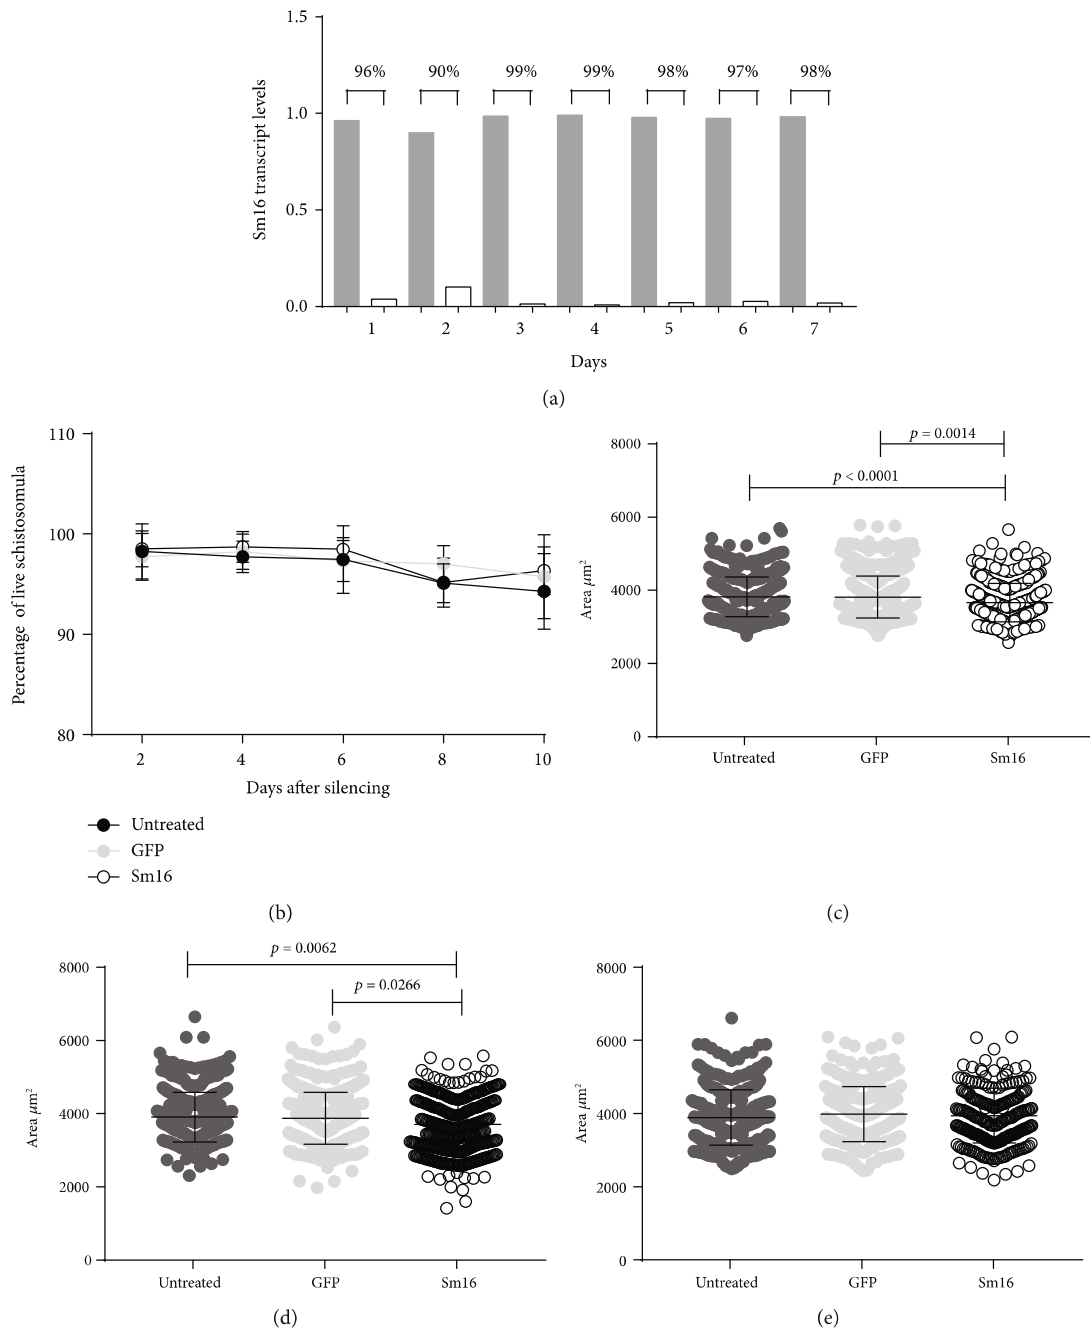 1.5
1.0
0.5
0.0
Sm16 transcript levels
96% 90% 99% 99% 98% 97% 98%
1 2 3 4 5 6 7
Days
(a)
110
100
90
80
Percentage of live schistosomula
2 4 6 8 10
Days after silencing
Untreated
GFP
Sm16
(b)
8000
6000
4000
2000
0
Area μm²
p = 0.0014
p < 0.0001
Untreated GFP Sm16
(c)
8000
6000
4000
2000
0
Area μm²
p = 0.0062
p = 0.0266
Untreated GFP Sm16
(d)
8000
6000
4000
2000
0
Area μm²
Untreated GFP Sm16
(e)